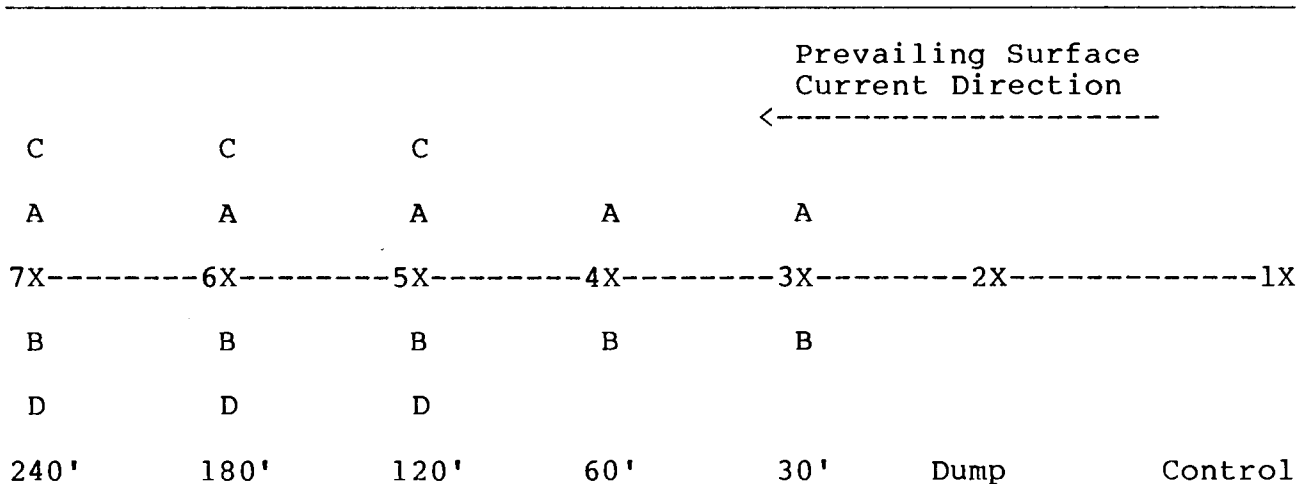 Prevailing Surface
Current Direction
<--------------------
C C C
A A A A A
7X--------6X--------5X--------4X--------3X--------2X-------------1X
B B B B B
D D D
240' 180' 120' 60' 30' Dump Control